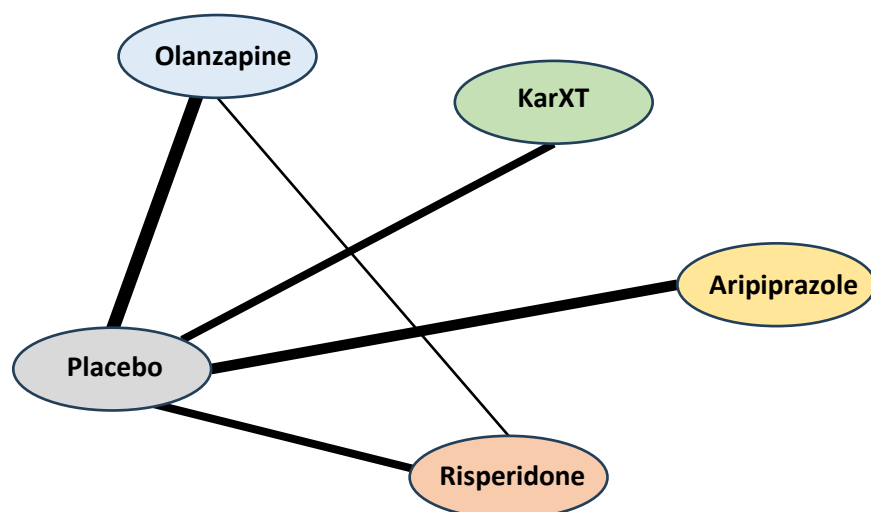 Olanzapine
KarXT
Aripiprazole
Placebo
Risperidone